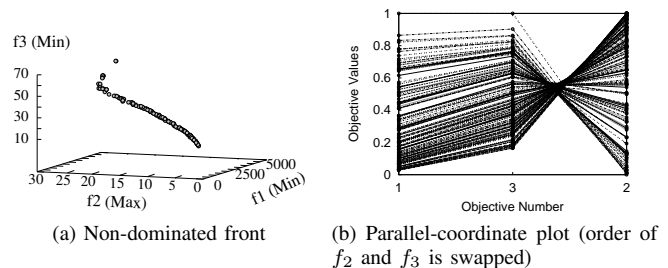 f3 (Min)
70
50
30
10
30
25
20
15
10
5
0
0
2500
5000
f2 (Max)
f1 (Min)
(a) Non-dominated front
1
0.8
0.6
0.4
0.2
0
Objective Values
1
3
2
Objective Number
(b) Parallel-coordinate plot (order of
f2 and f3 is swapped)